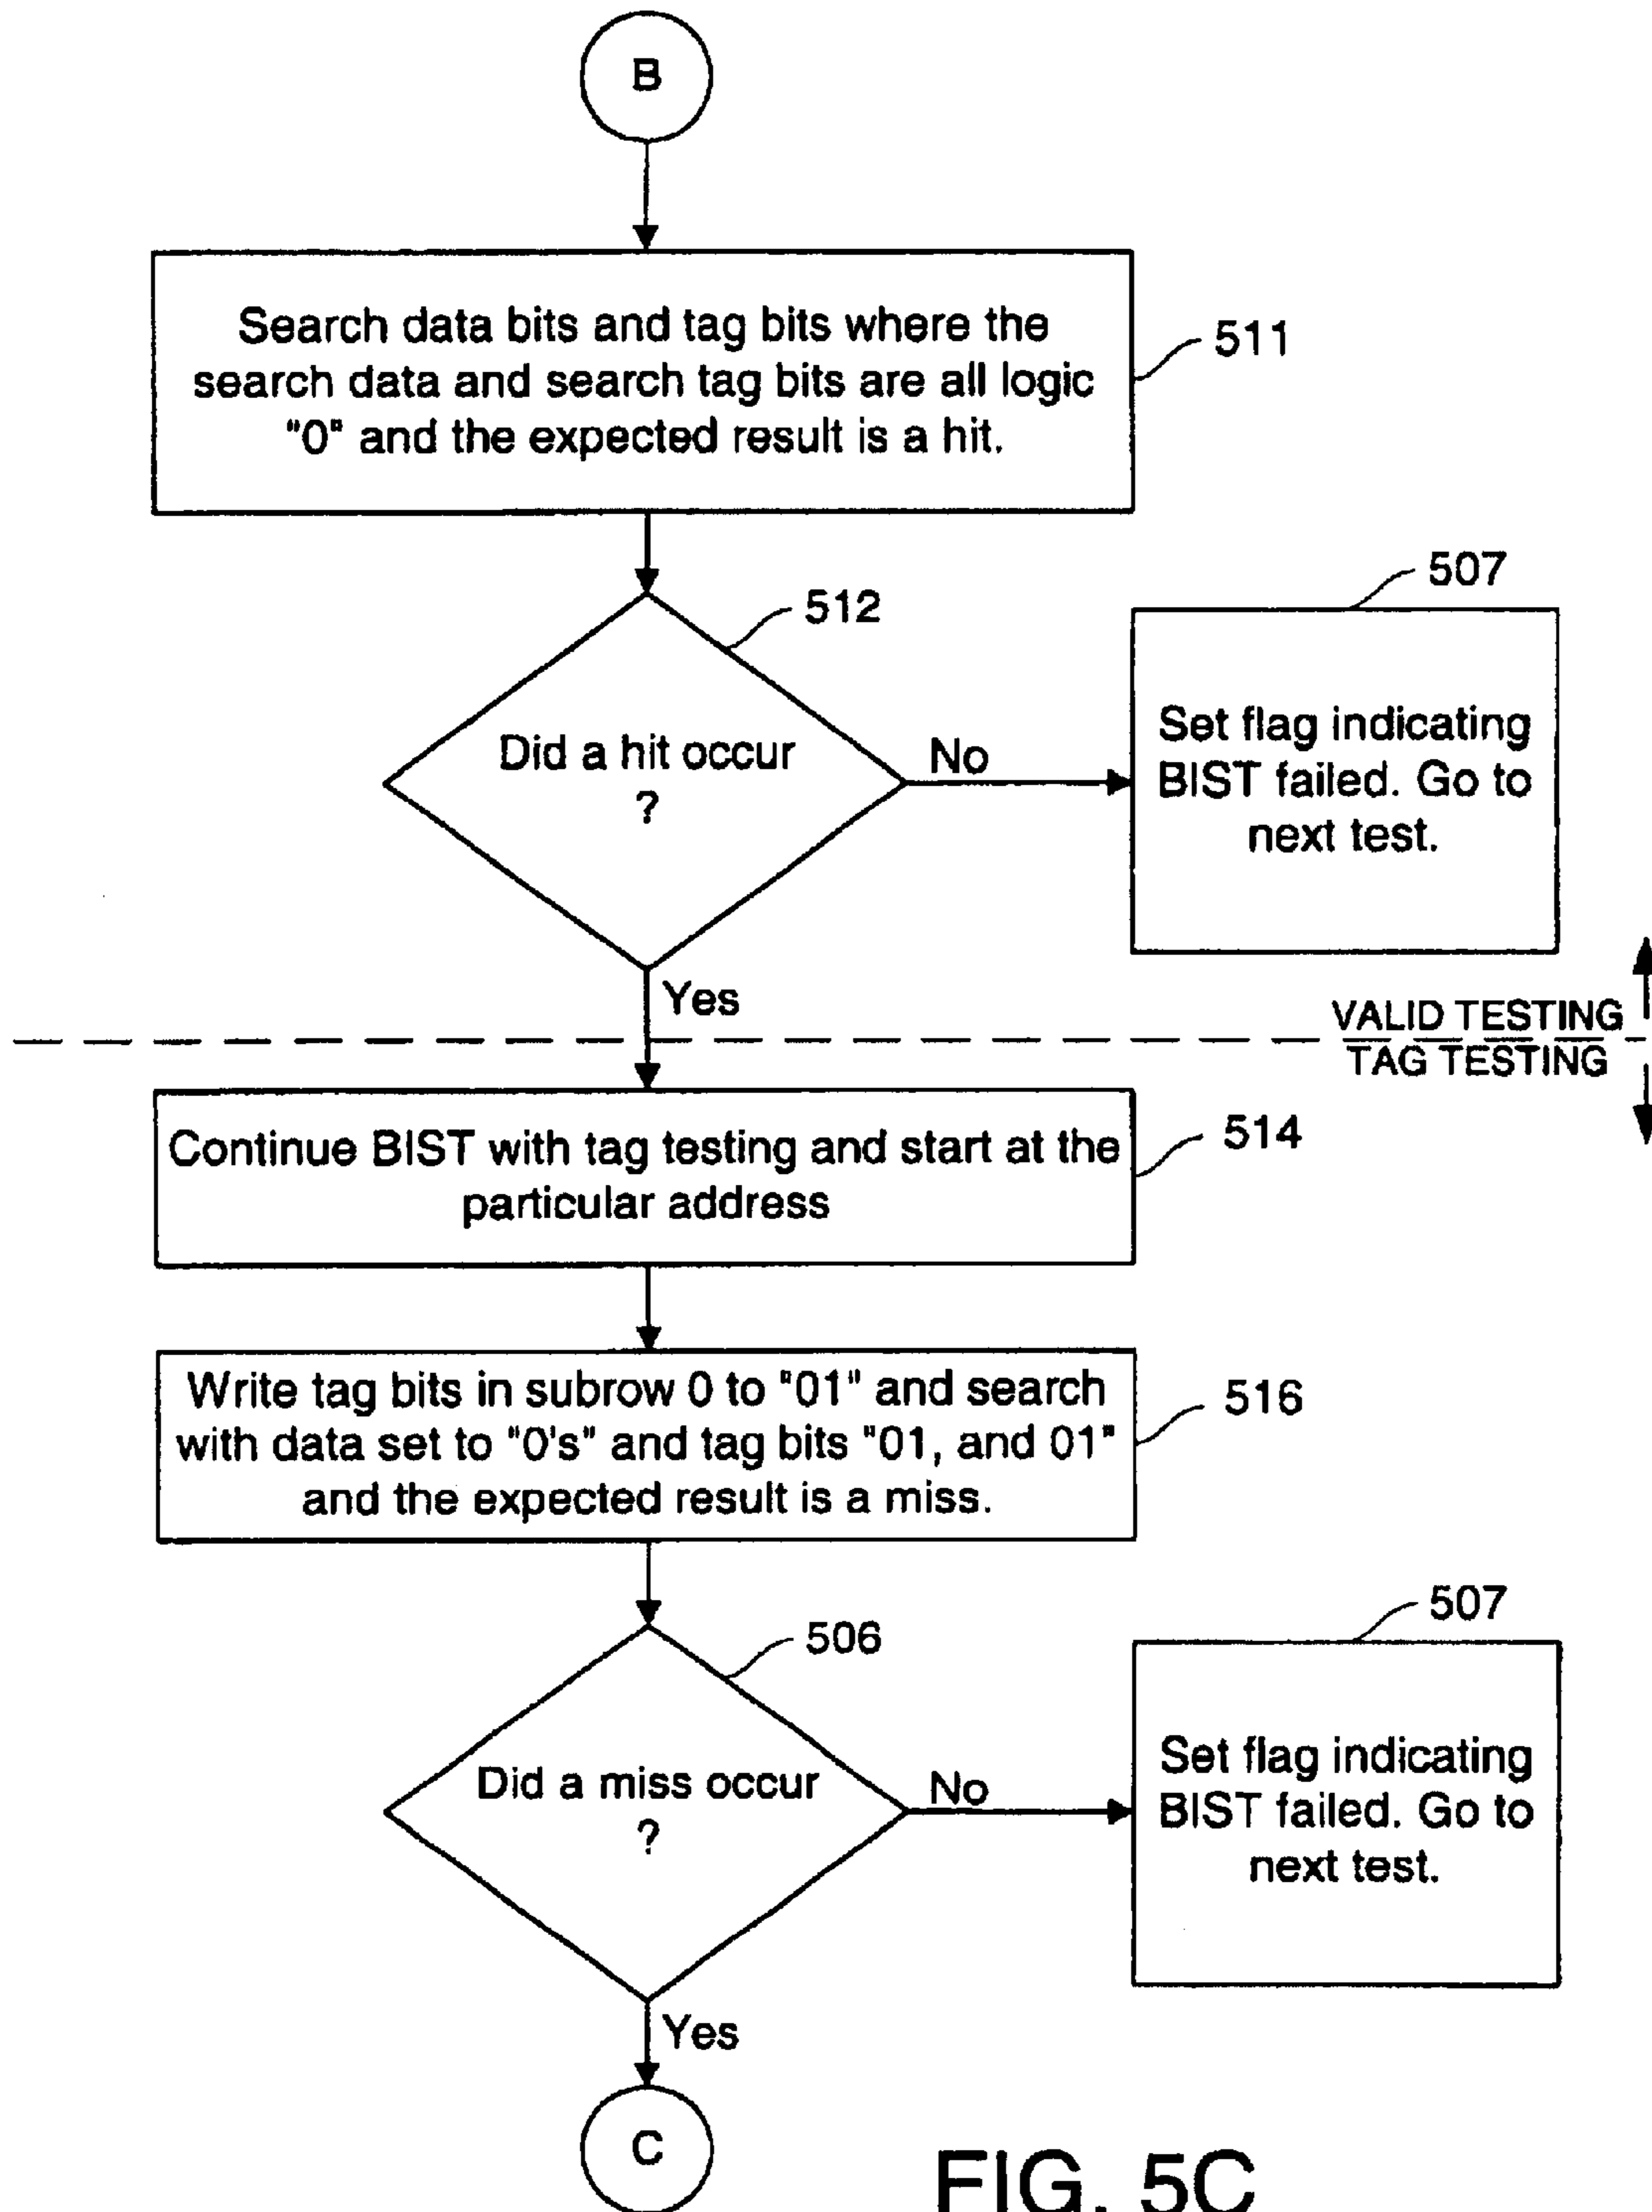 B
Search data bits and tag bits where the
search data and search tag bits are all logic
"0" and the expected result is a hit.
511
512
Did a hit occur
?
No
507
Set flag indicating
BIST failed. Go to
next test.
Yes
VALID TESTING
TAG TESTING
Continue BIST with tag testing and start at the
particular address
514
Write tag bits in subrow 0 to "01" and search
with data set to "0's" and tag bits "01, and 01"
and the expected result is a miss.
516
506
Did a miss occur
?
No
507
Set flag indicating
BIST failed. Go to
next test.
Yes
C
FIG. 5C